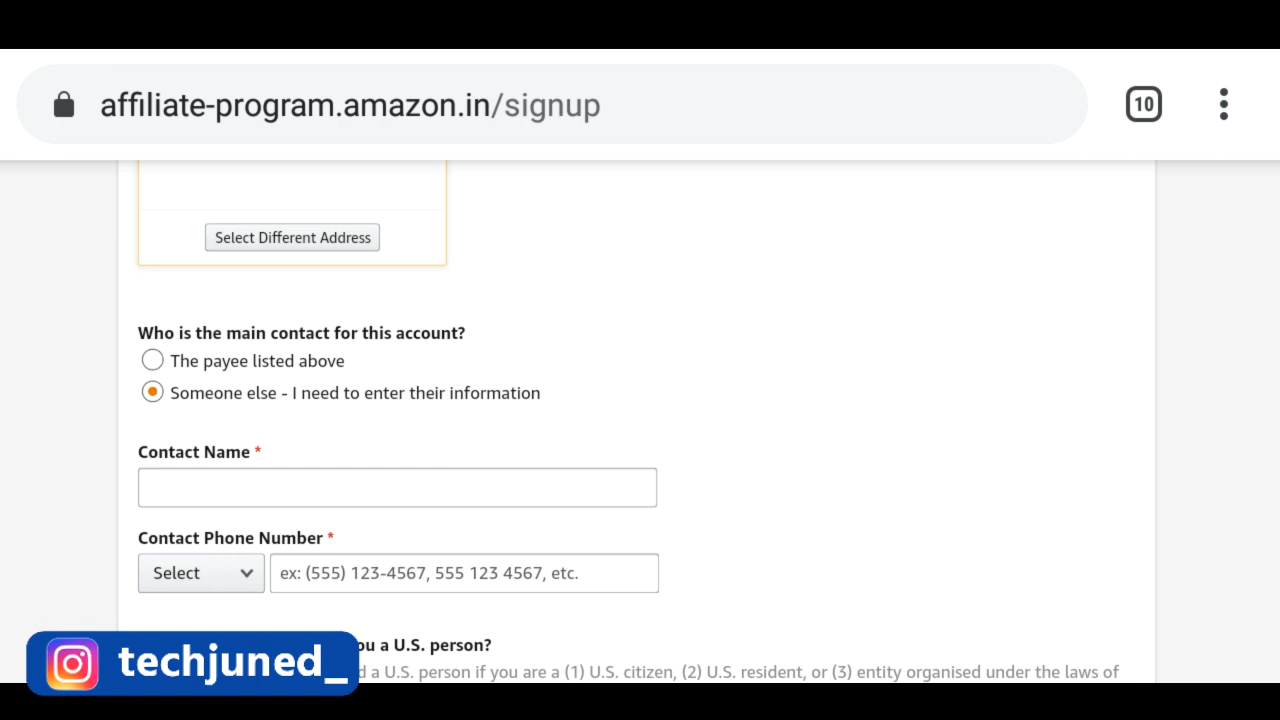 affiliate-program.amazon.in/signup
10
Select Different Address
Who is the main contact for this account?
The payee listed above
Someone else - I need to enter their information
Contact Name *
Contact Phone Number *
Select
ex: (555) 123-4567, 555 123 4567, etc.
ou a U.S. person?
techjuned_
d a U.S. person if you are a (1) U.S. citizen, (2) U.S. resident, or (3) entity organised under the laws of